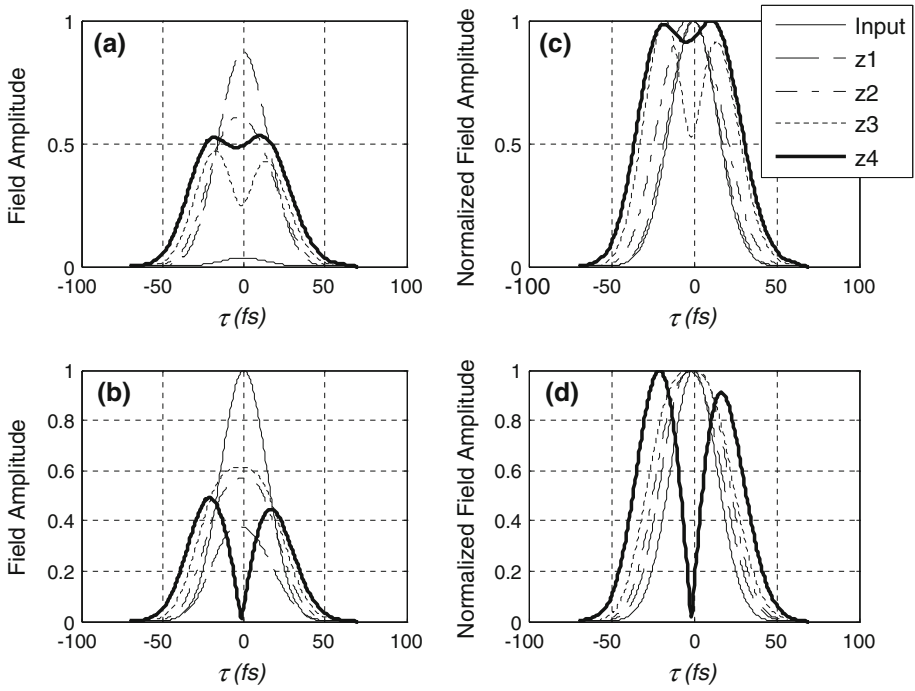 (a)
Field Amplitude
1
0.5
0
-100
-50
0
50
100
τ (fs)
(c)
Normalized Field Amplitude
1
0.5
0
-100
-50
0
50
100
τ (fs)
Input
z1
z2
z3
z4
(b)
Field Amplitude
1
0.8
0.6
0.4
0.2
0
-100
-50
0
50
100
τ (fs)
(d)
Normalized Field Amplitude
1
0.8
0.6
0.4
0.2
0
-100
-50
0
50
100
τ (fs)